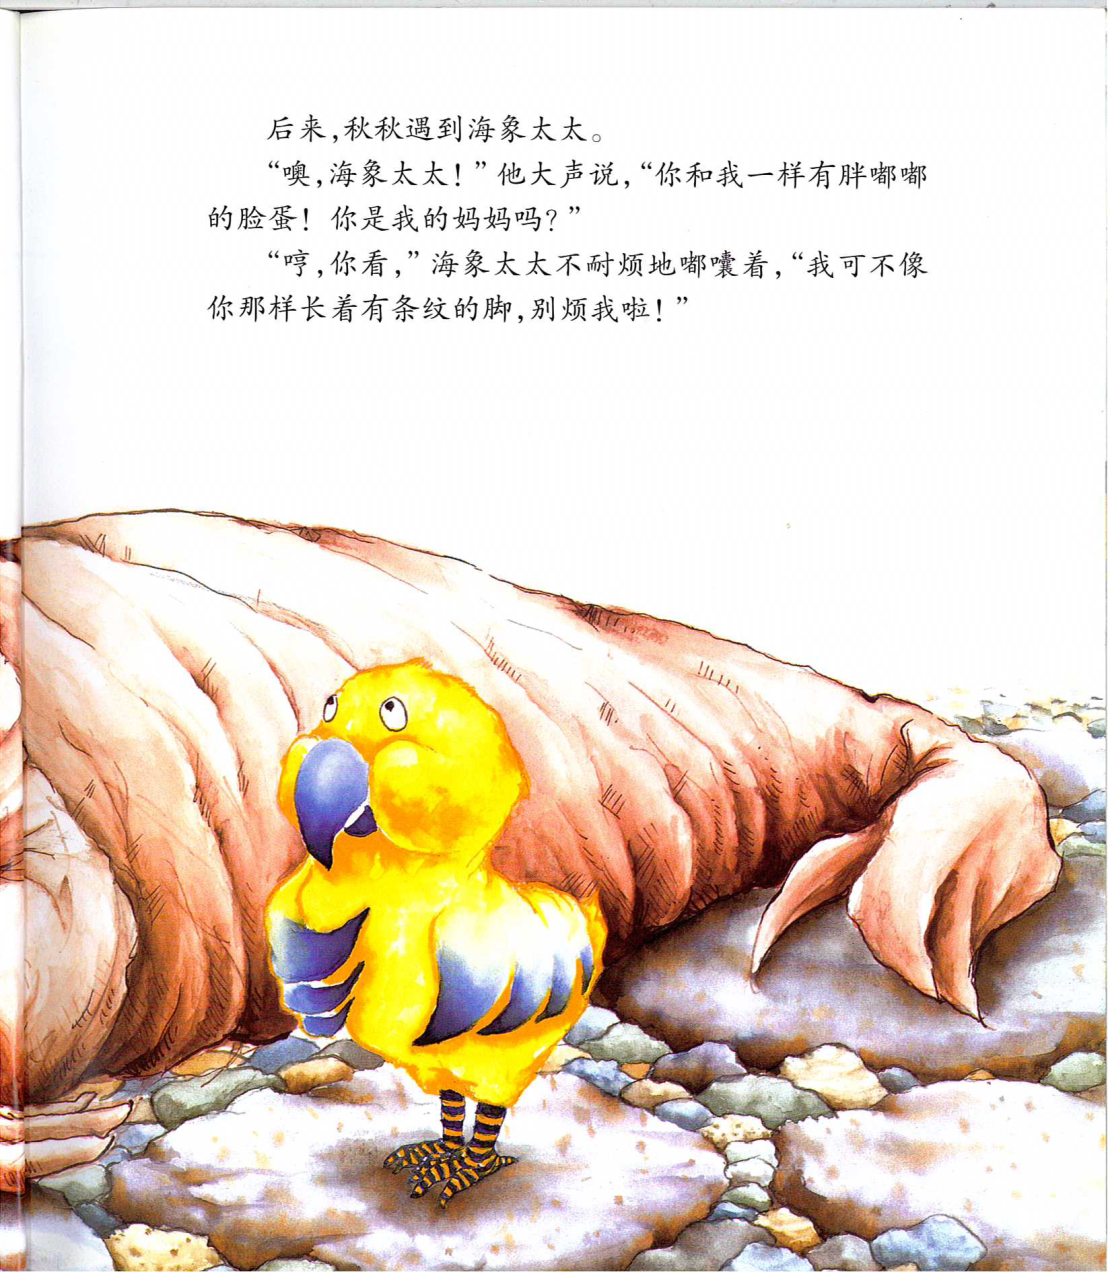 后来，秋秋遇到海象太太。
“噢，海象太太！”他大声说，“你和我一样有胖嘟嘟
的脸蛋！你是我的妈妈吗？”
“哼，你看，”海象太太不耐烦地嘟囔着，“我可不像
你那样长着有条纹的脚，别烦我啦！”